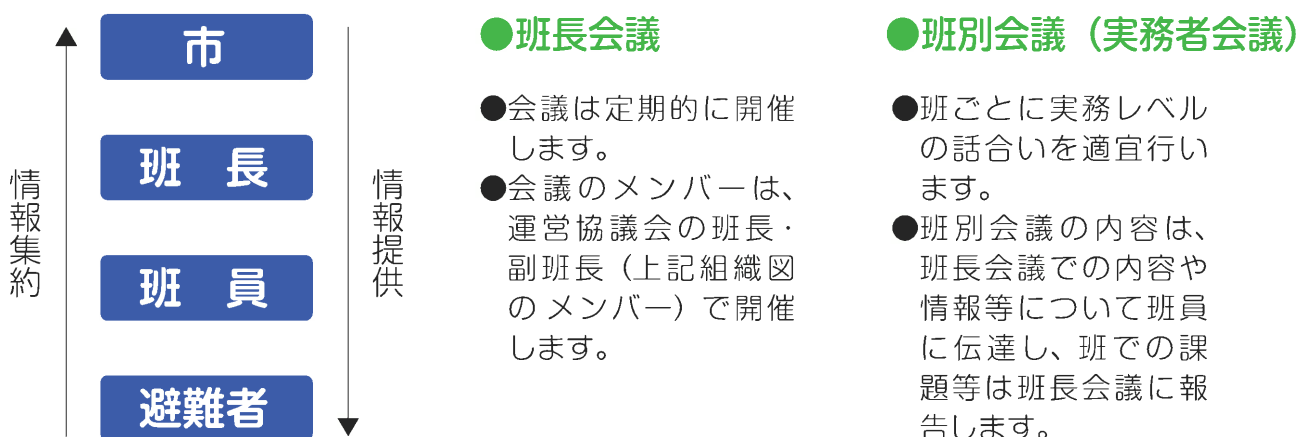 情報集約
市
班　長
班　員
避難者
情報提供
●班長会議
●会議は定期的に開催
します。
●会議のメンバーは、
運営協議会の班長・
副班長（上記組織図
のメンバー）で開催
します。
●班別会議（実務者会議）
●班ごとに実務レベル
の話合いを適宜行い
ます。
●班別会議の内容は、
班長会議での内容や
情報等について班員
に伝達し、班での課
題等は班長会議に報
告します。